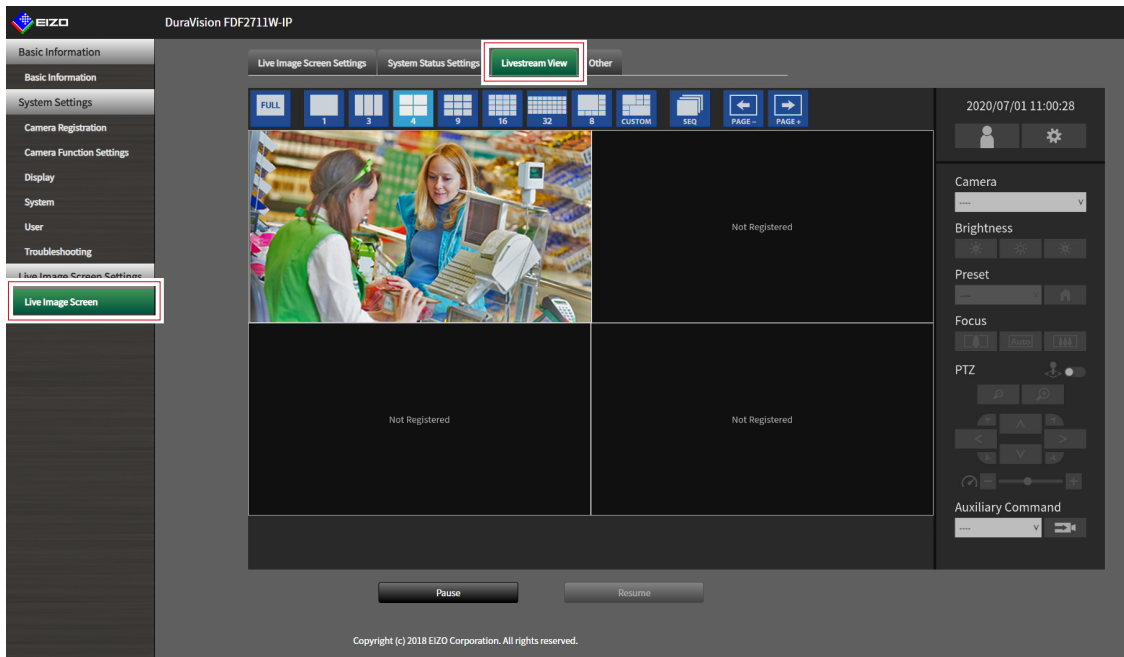 EIZO
DuraVision FDF2711W-IP
Basic Information
Basic Information
System Settings
Camera Registration
Camera Function Settings
Display
System
User
Troubleshooting
Live Image Screen Settings
Live Image Screen
Live Image Screen Settings
System Status Settings
Livestream View
Other
FULL
1
3
4
9
16
32
8
CUSTOM
SEQ
PAGE −
PAGE +
Not Registered
Not Registered
Not Registered
2020/07/01 11:00:28
Camera
----
Brightness
Preset
----
Focus
Auto
PTZ
Auxiliary Command
----
Pause
Resume
Copyright (c) 2018 EIZO Corporation. All rights reserved.